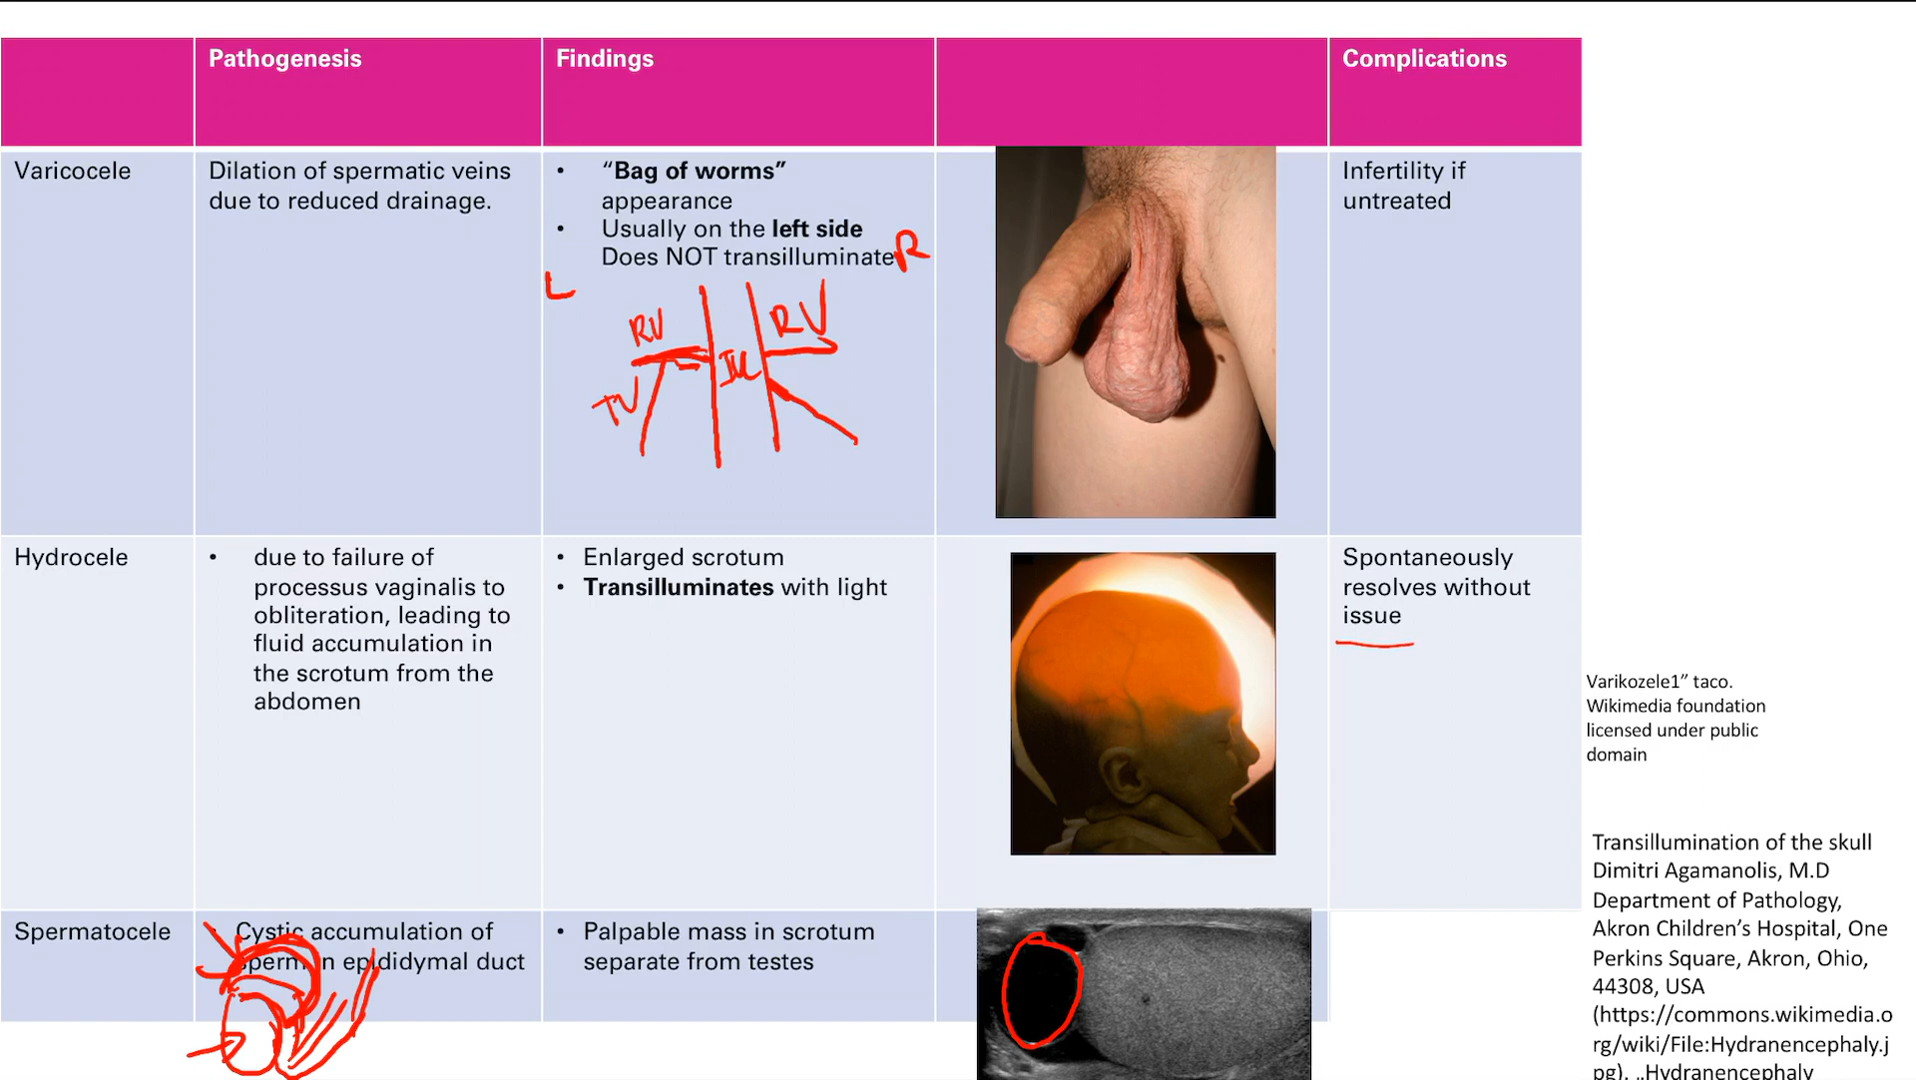 Pathogenesis
Findings
Complications
Varicocele
Dilation of spermatic veins
due to reduced drainage.
• “Bag of worms”
appearance
• Usually on the left side
Does NOT transilluminate
R
L
RV
RV
IVC
TV
Infertility if
untreated
Hydrocele
• due to failure of
processus vaginalis to
obliteration, leading to
fluid accumulation in
the scrotum from the
abdomen
• Enlarged scrotum
• Transilluminates with light
Spontaneously
resolves without
issue
Spermatocele
• Cystic accumulation of
sperm in epididymal duct
• Palpable mass in scrotum
separate from testes
Varikozele1” taco.
Wikimedia foundation
licensed under public
domain
Transillumination of the skull
Dimitri Agamanolis, M.D
Department of Pathology,
Akron Children’s Hospital, One
Perkins Square, Akron, Ohio,
44308, USA
(https://commons.wikimedia.o
rg/wiki/File:Hydranencephaly.j
pg). „Hydranencephaly